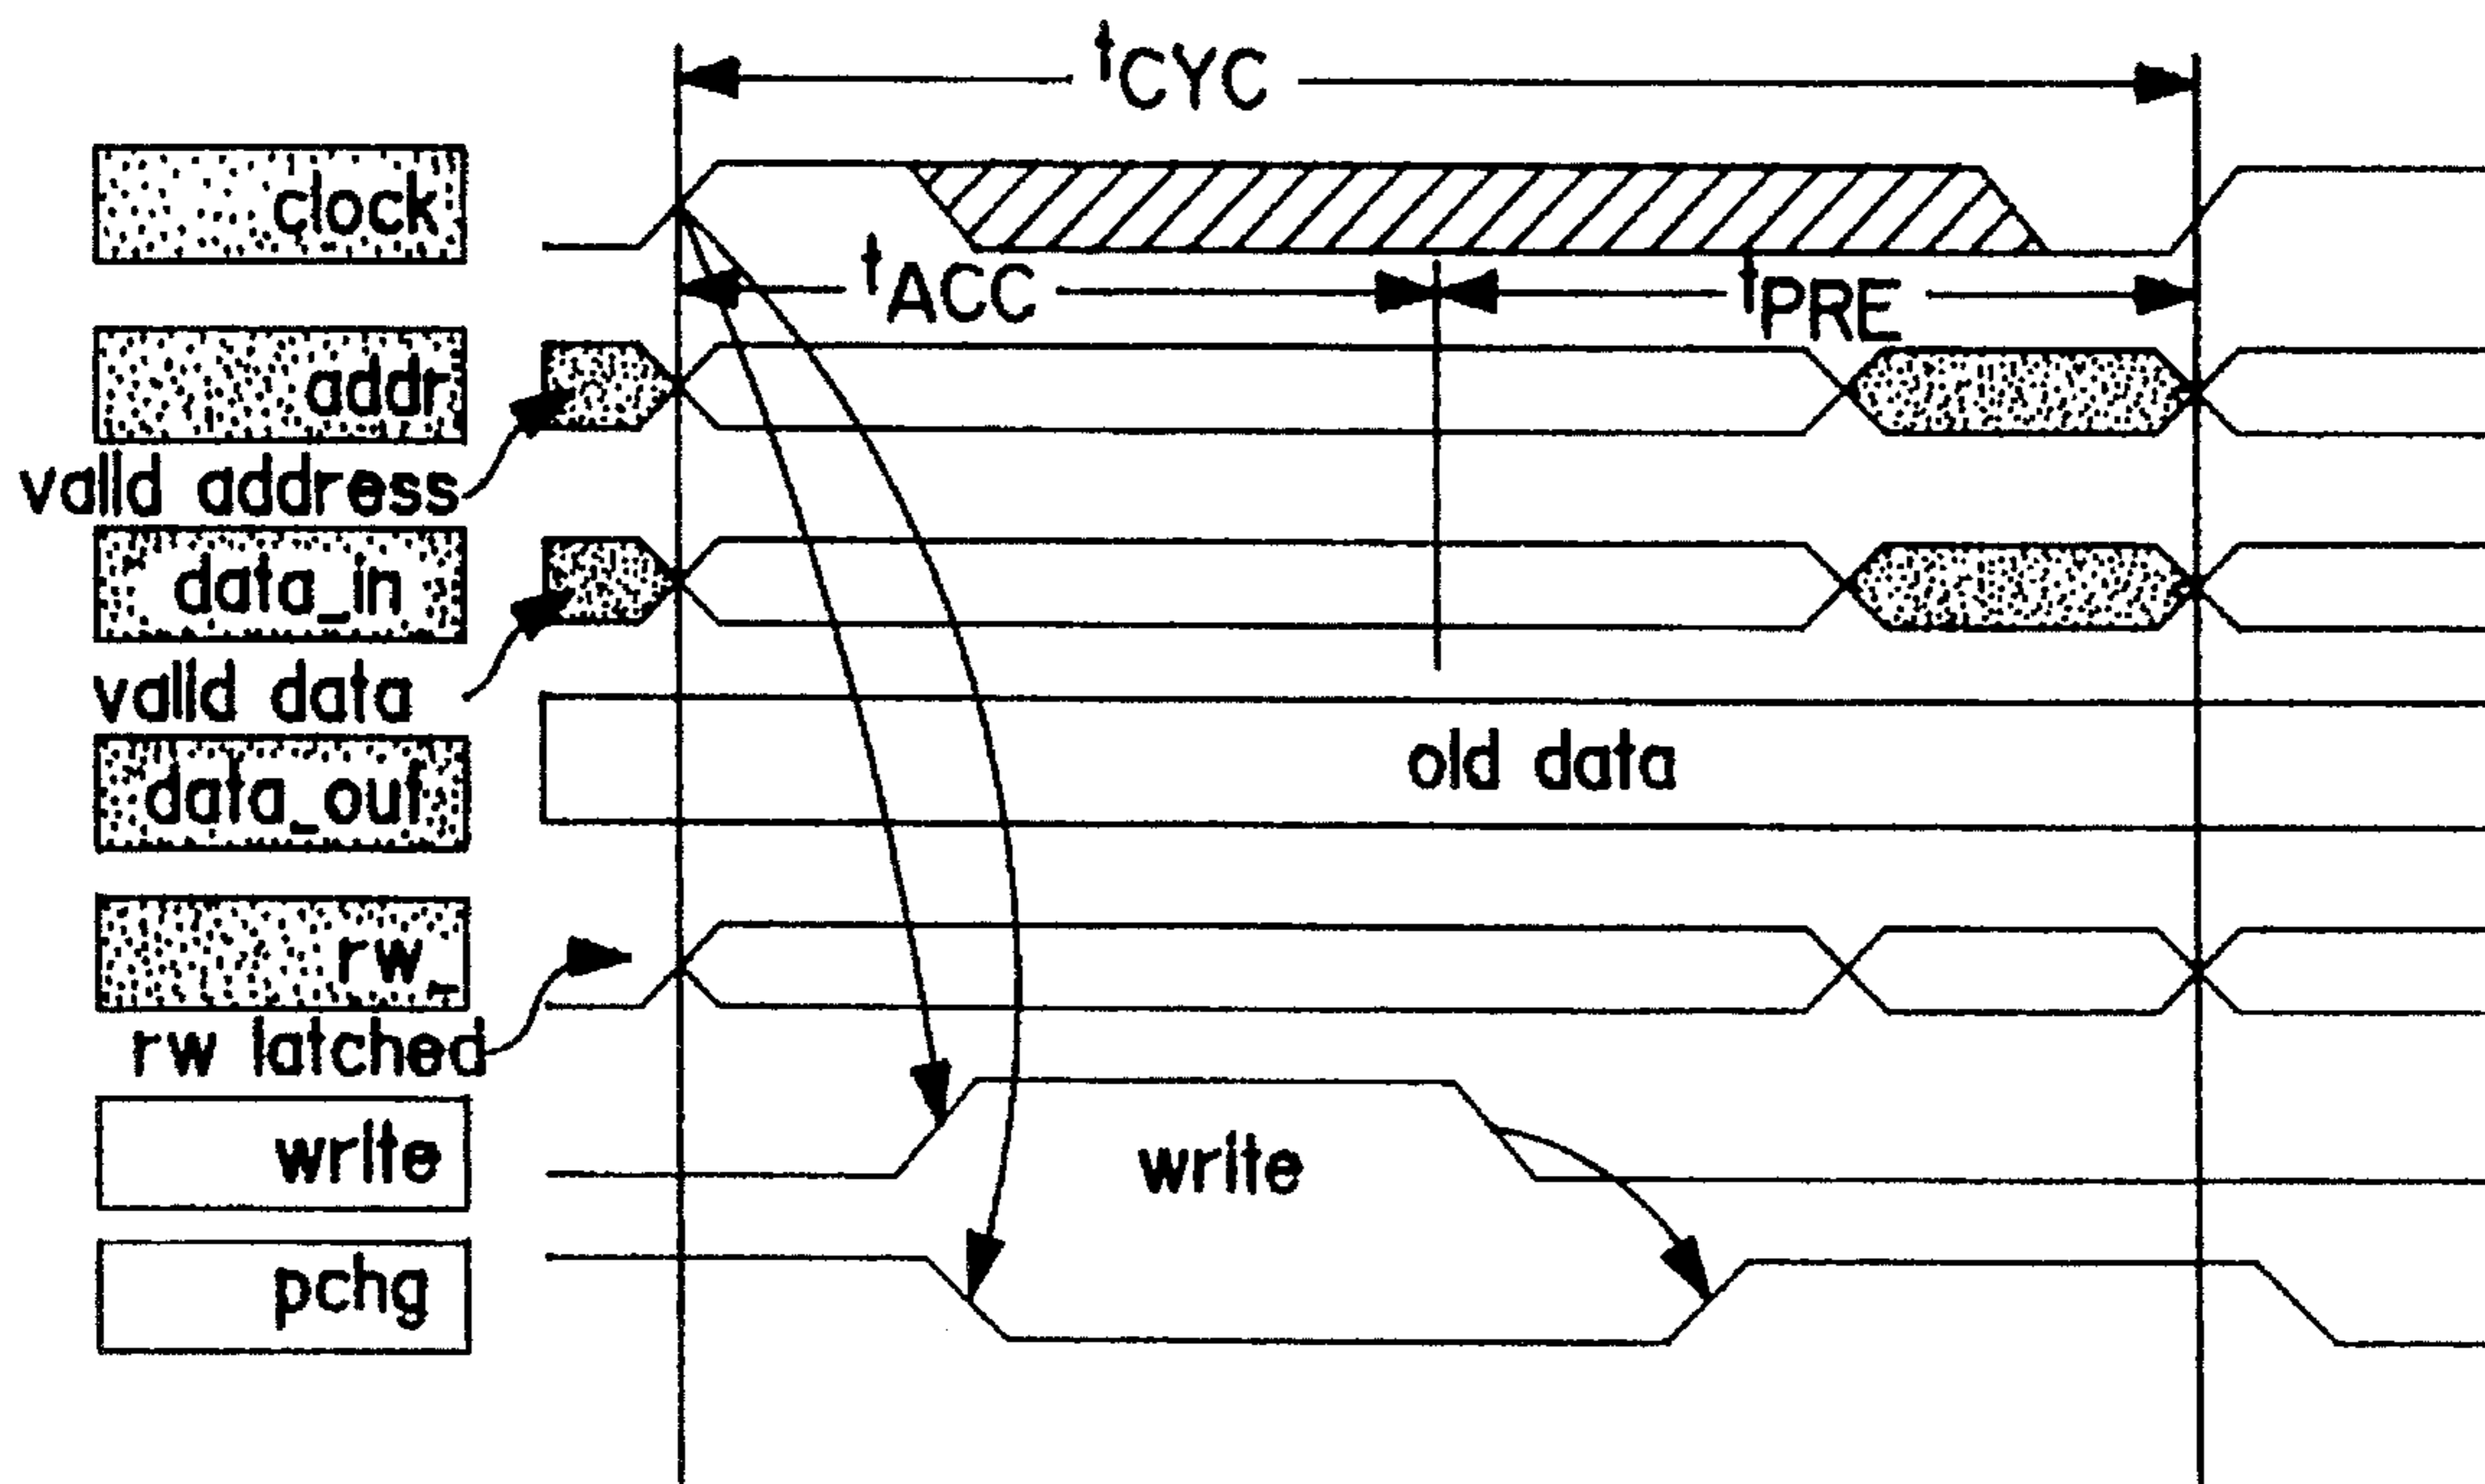 tCYC
clock
tACC
tPRE
addr
valid address
data_in
valid data
old data
data_out
rw_
rw latched
write
write
pchg